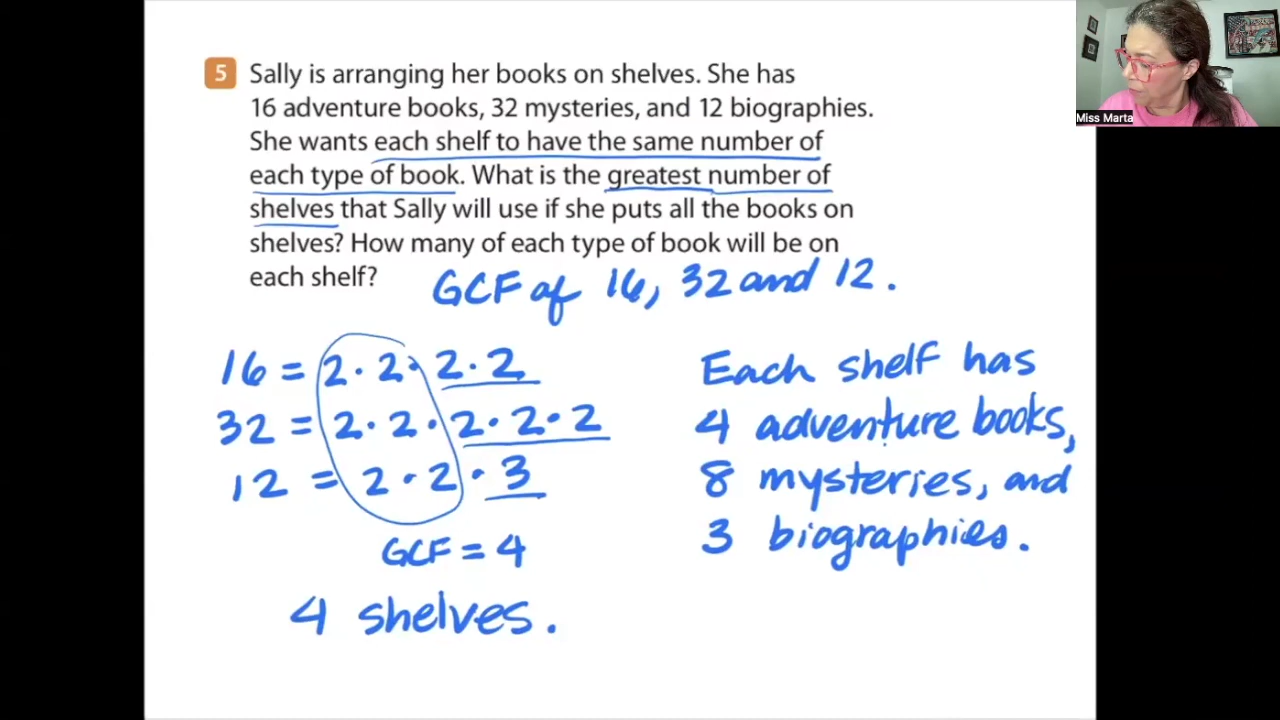 5 Sally is arranging her books on shelves. She has
16 adventure books, 32 mysteries, and 12 biographies.
She wants each shelf to have the same number of
each type of book. What is the greatest number of
shelves that Sally will use if she puts all the books on
shelves? How many of each type of book will be on
each shelf?
GCF of 16, 32 and 12.
16 = 2 · 2 · 2 · 2
32 = 2 · 2 · 2 · 2 · 2
12 = 2 · 2 · 3
GCF = 4
4 shelves.
Each shelf has
4 adventure books,
8 mysteries, and
3 biographies.
Miss Marta